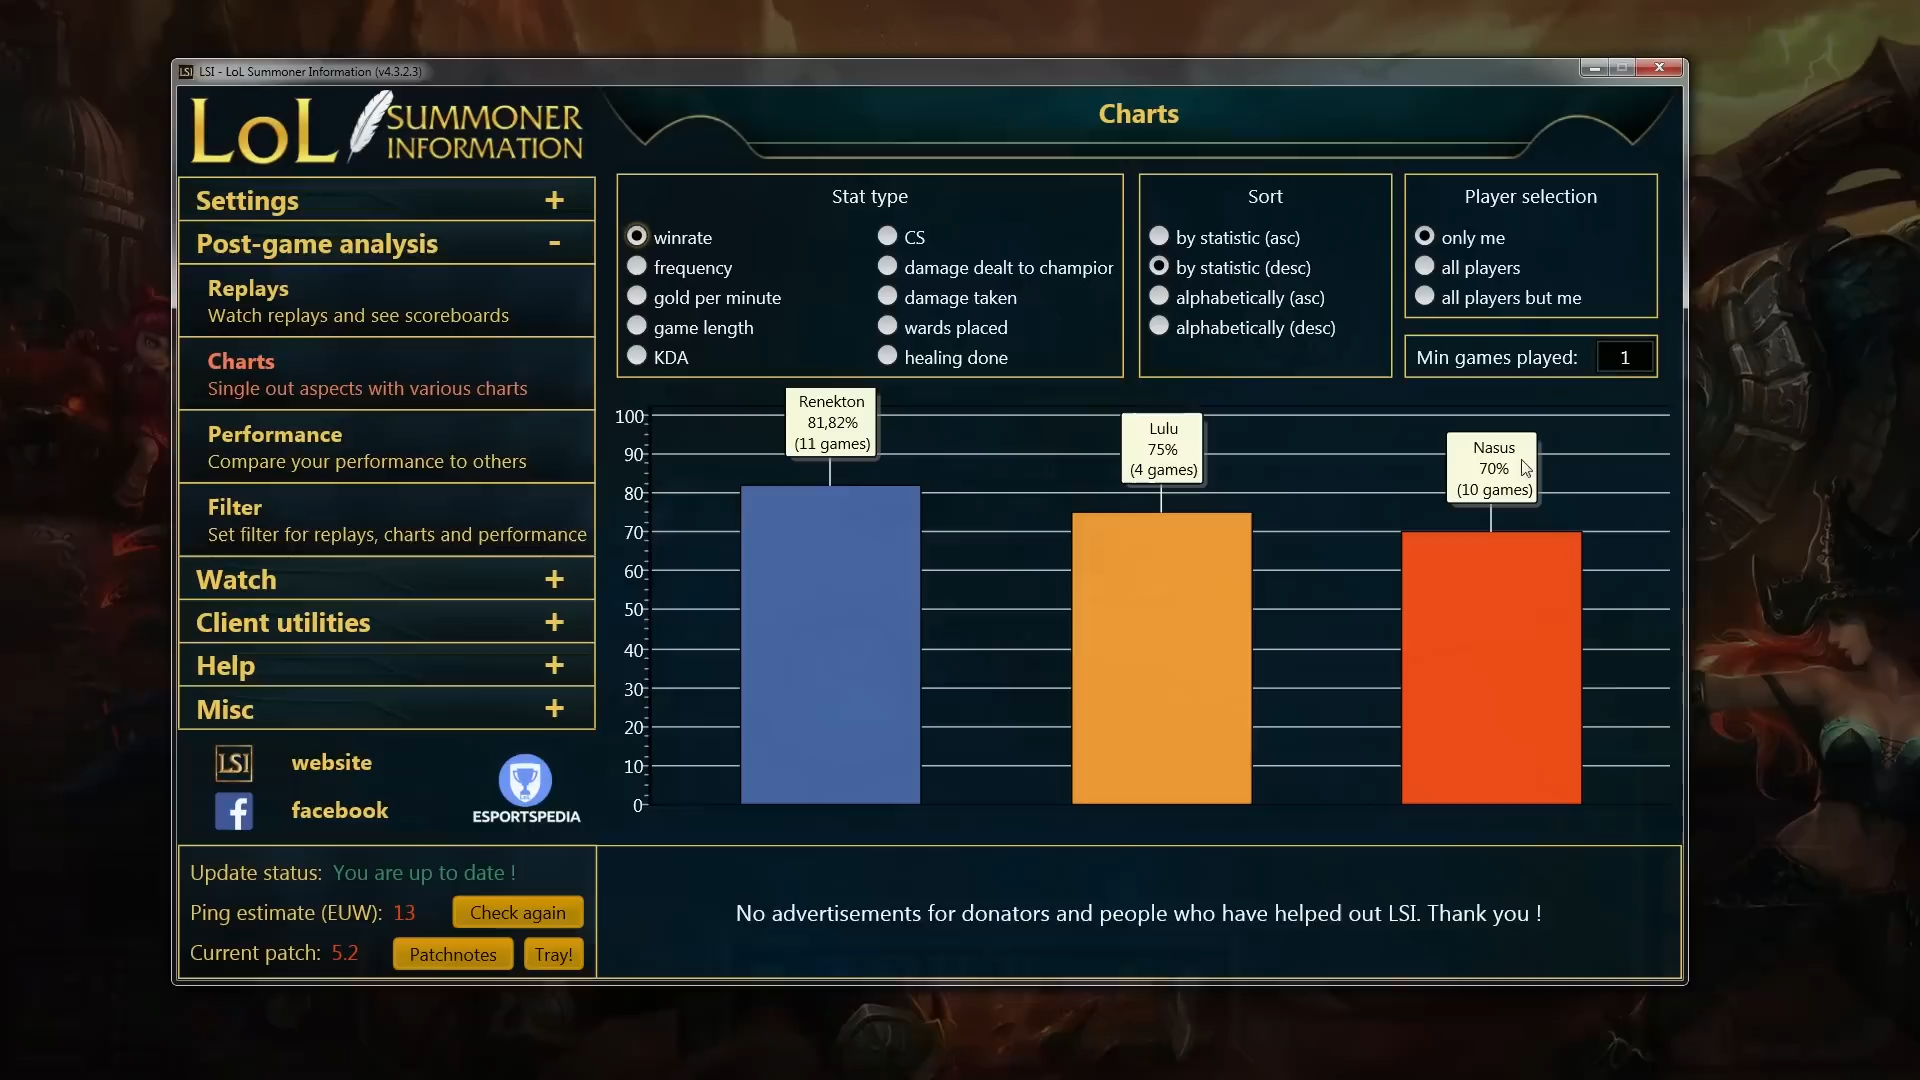 LSI - LoL Summoner Information (v4.3.2.3)
LoL SUMMONER
INFORMATION
Charts
Settings +
Post-game analysis -
Replays
Watch replays and see scoreboards
Charts
Single out aspects with various charts
Performance
Compare your performance to others
Filter
Set filter for replays, charts and performance
Watch +
Client utilities +
Help +
Misc +
LSI website
f facebook
ESPORTSPEDIA
Update status: You are up to date !
Ping estimate (EUW): 13
Check again
Current patch: 5.2
Patchnotes
Tray!
Stat type
winrate
frequency
gold per minute
game length
KDA
CS
damage dealt to champior
damage taken
wards placed
healing done
Sort
by statistic (asc)
by statistic (desc)
alphabetically (asc)
alphabetically (desc)
Player selection
only me
all players
all players but me
Min games played: 1
100
90
80
70
60
50
40
30
20
10
0
Renekton
81,82%
(11 games)
Lulu
75%
(4 games)
Nasus
70%
(10 games)
No advertisements for donators and people who have helped out LSI. Thank you !